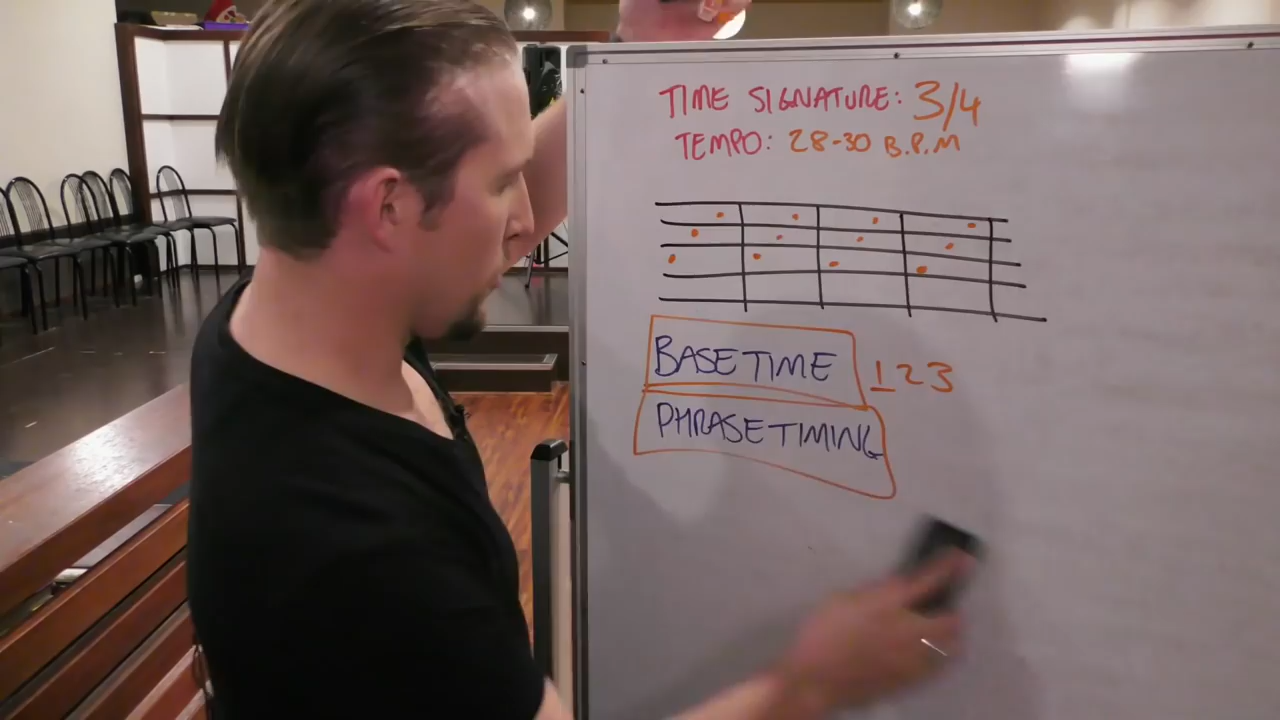 TIME SIGNATURE: 3/4
TEMPO: 28-30 B.P.M
BASE TIME 1 2 3
PHRASE TIMING